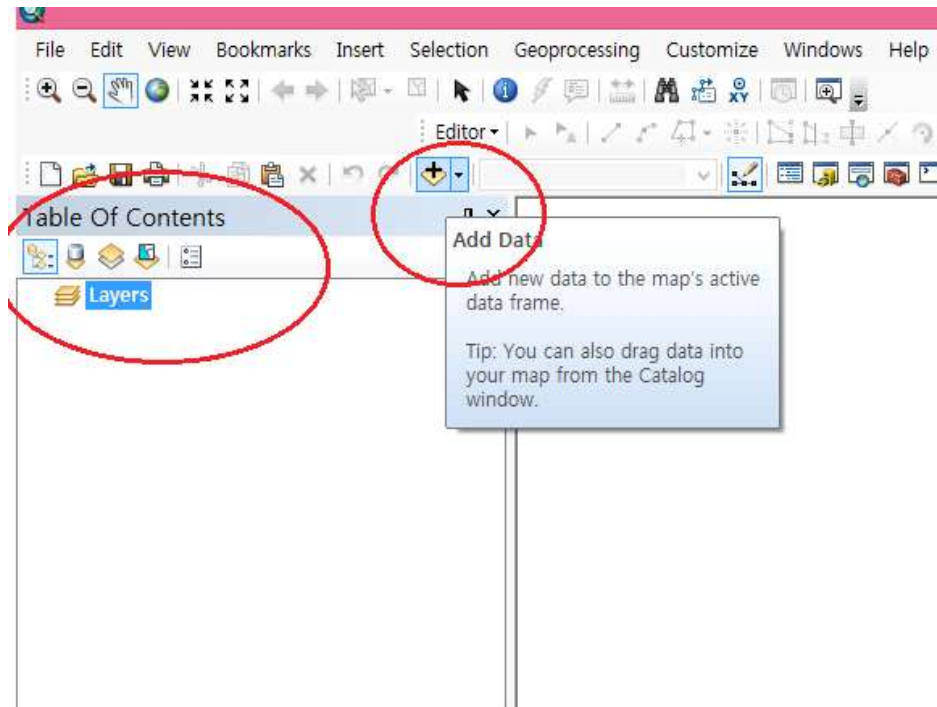 File Edit View Bookmarks Insert Selection Geoprocessing Customize Windows Help
Editor
Table Of Contents
Layers
Add Data
Add new data to the map's active
data frame.
Tip: You can also drag data into
your map from the Catalog
window.